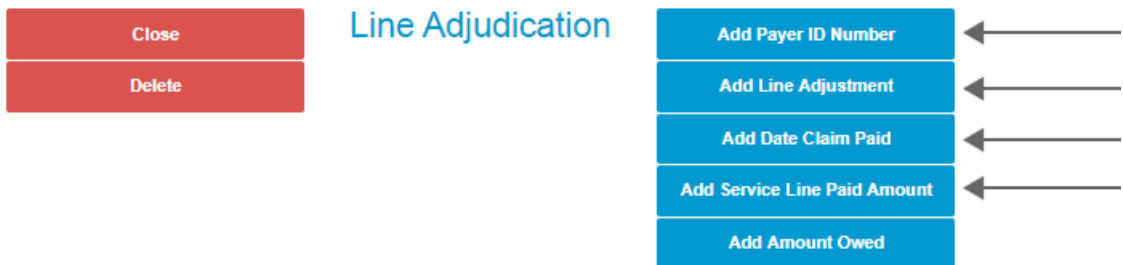 Close
Delete
Line Adjudication
Add Payer ID Number
Add Line Adjustment
Add Date Claim Paid
Add Service Line Paid Amount
Add Amount Owed